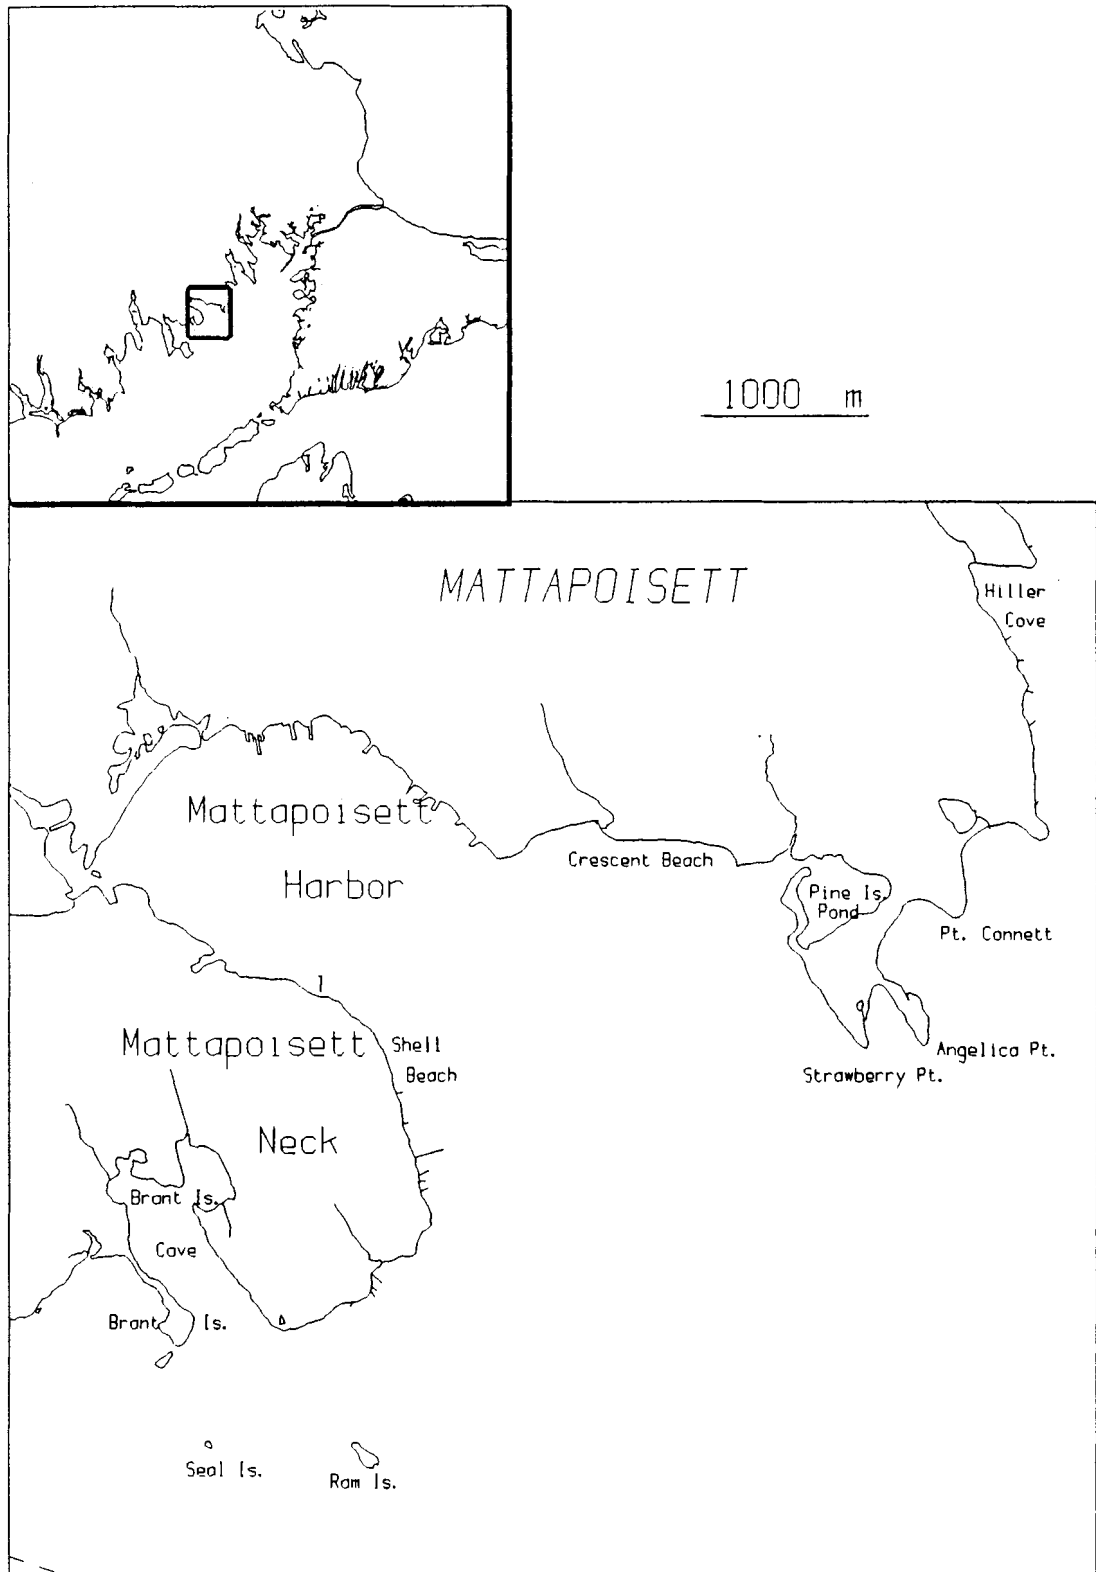 1000 m
MATTAPOISETT
Hiller
Cove
Mattapoisett
Harbor
Crescent Beach
Pine Is.
Pond
Pt. Connett
Mattapoisett
Neck
Shell
Beach
Angelica Pt.
Strawberry Pt.
Brant Is.
Cove
Brant Is.
Seal Is.
Ram Is.